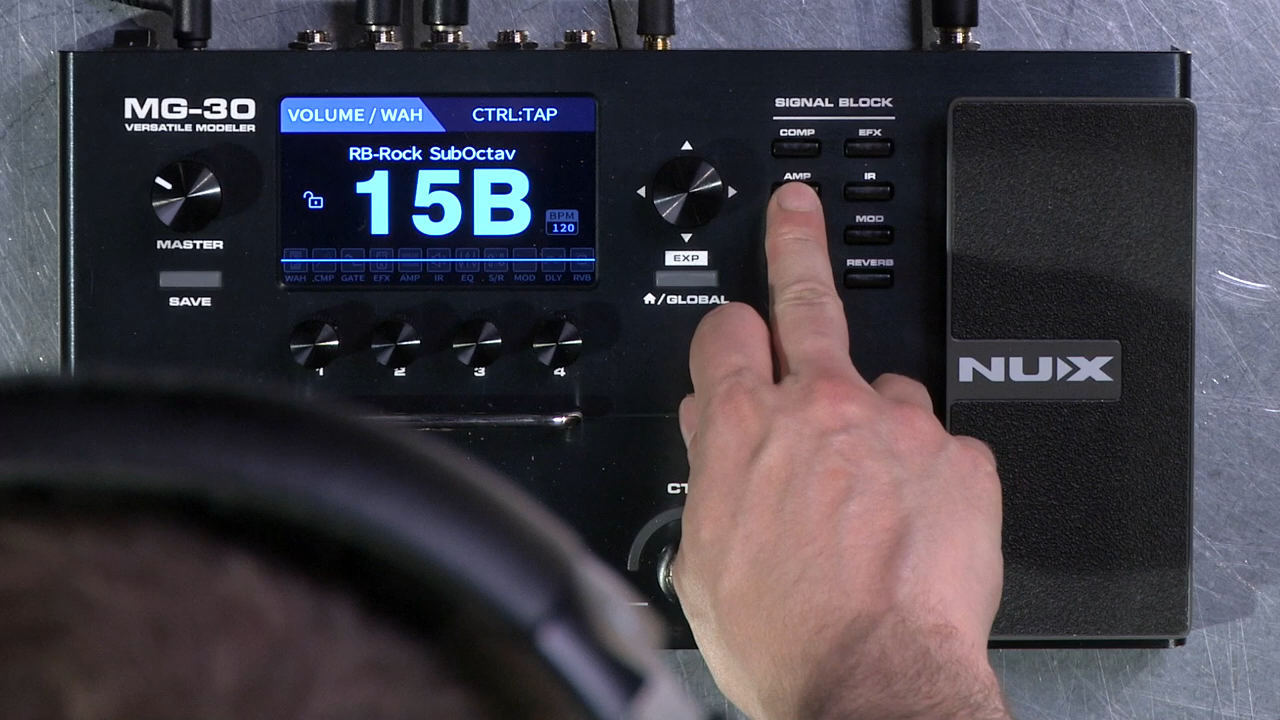 MG-30
VERSATILE MODELER
VOLUME / WAH
CTRL:TAP
RB-Rock SubOctav
15B
BPM
120
WAH CMP GATE EFX AMP IR EQ S/R MOD DLY RVB
MASTER
SAVE
1 2 3 4
EXP
/GLOBAL
SIGNAL BLOCK
COMP EFX
AMP IR
MOD
REVERB
NUX